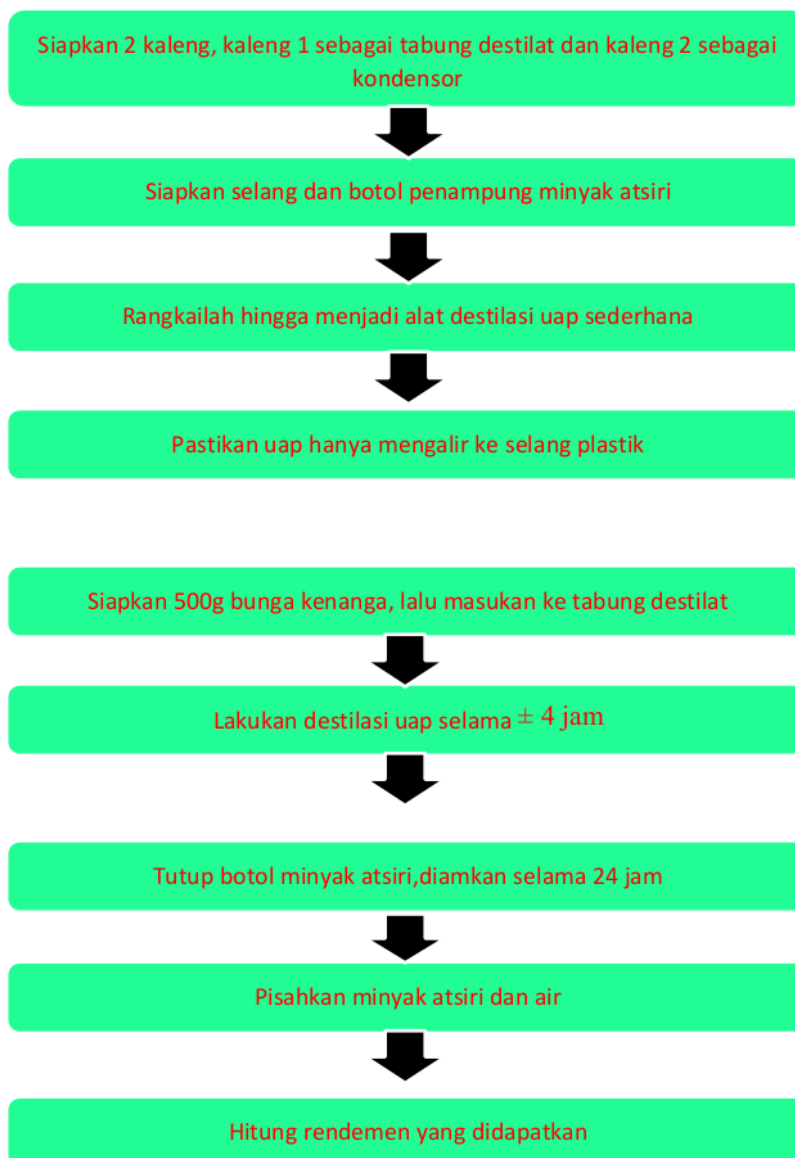 Siapkan 2 kaleng, kaleng 1 sebagai tabung destilat dan kaleng 2 sebagai
kondensor
Siapkan selang dan botol penampung minyak atsiri
Rangkailah hingga menjadi alat destilasi uap sederhana
Pastikan uap hanya mengalir ke selang plastik
Siapkan 500g bunga kenanga, lalu masukan ke tabung destilat
Lakukan destilasi uap selama ± 4 jam
Tutup botol minyak atsiri,diamkan selama 24 jam
Pisahkan minyak atsiri dan air
Hitung rendemen yang didapatkan